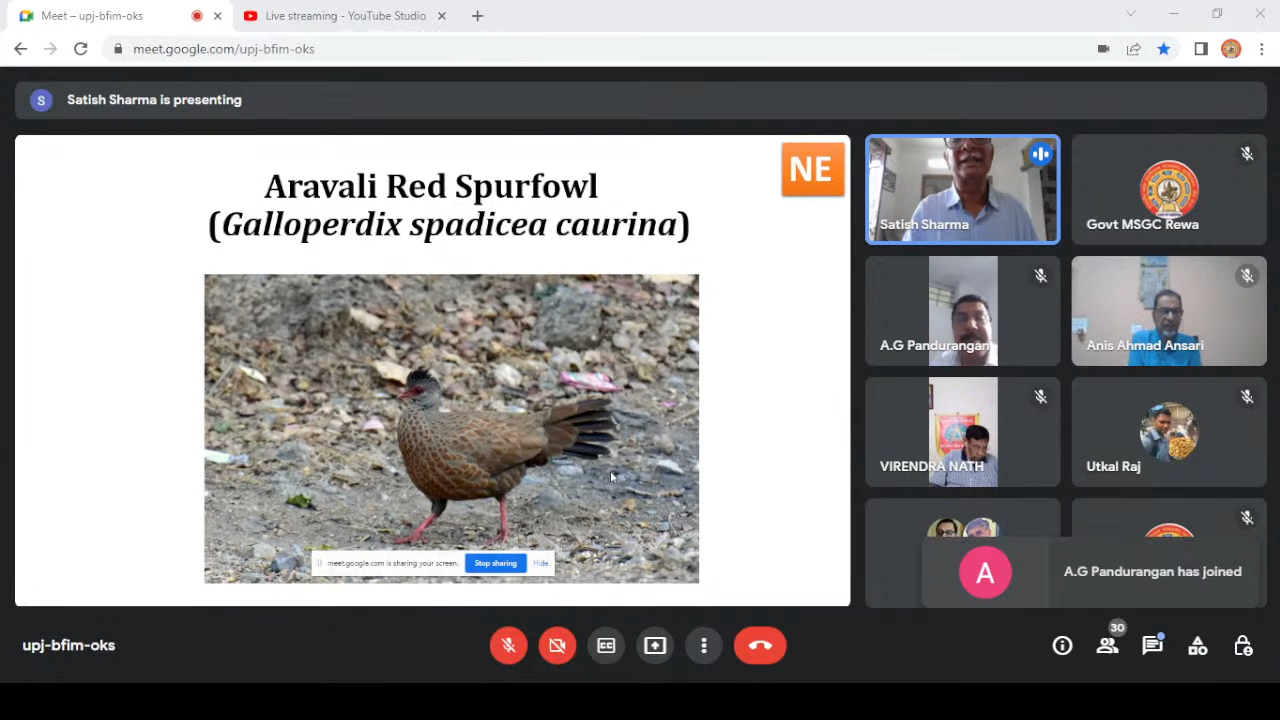 Meet – upj-bfim-oks
Live streaming - YouTube Studio
meet.google.com/upj-bfim-oks
S
Satish Sharma is presenting
NE
Aravali Red Spurfowl
(Galloperdix spadicea caurina)
meet.google.com is sharing your screen.
Stop sharing
Hide
Satish Sharma
Govt MSGC Rewa
A.G Pandurangan
Anis Ahmad Ansari
VIRENDRA NATH
Utkal Raj
A
A.G Pandurangan has joined
upj-bfim-oks
CC
30